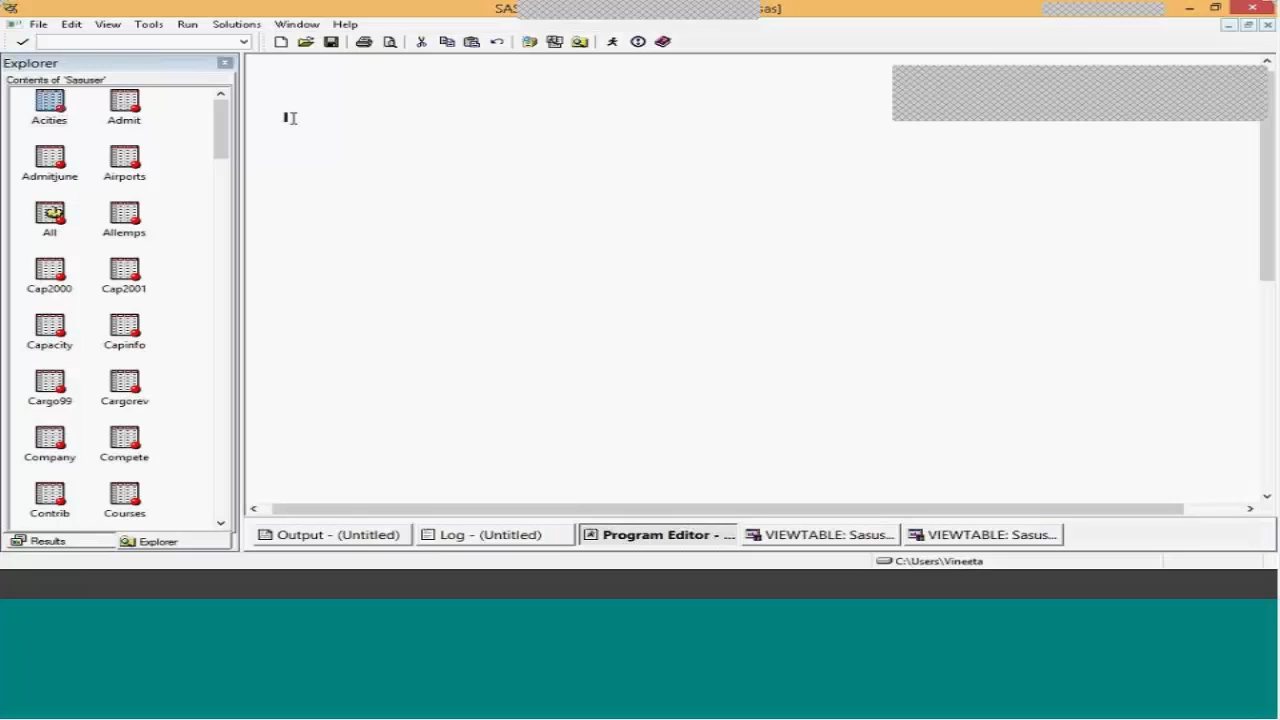 SAS sas]
File Edit View Tools Run Solutions Window Help
Explorer
Contents of 'Sasuser'
Acities Admit
Admitjune Airports
All Allemps
Cap2000 Cap2001
Capacity Capinfo
Cargo99 Cargorev
Company Compete
Contrib Courses
Results Explorer
Output - (Untitled) Log - (Untitled) Program Editor - ... VIEWTABLE: Sasus... VIEWTABLE: Sasus...
C:\Users\Vineeta